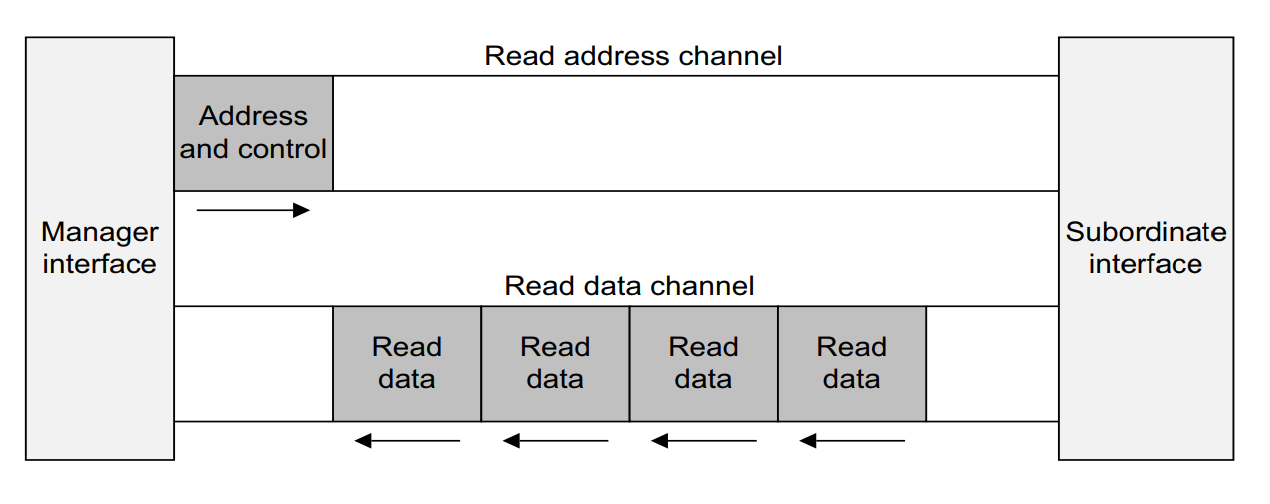 Read address channel
Address
and control
Manager
interface
Subordinate
interface
Read data channel
Read
data
Read
data
Read
data
Read
data